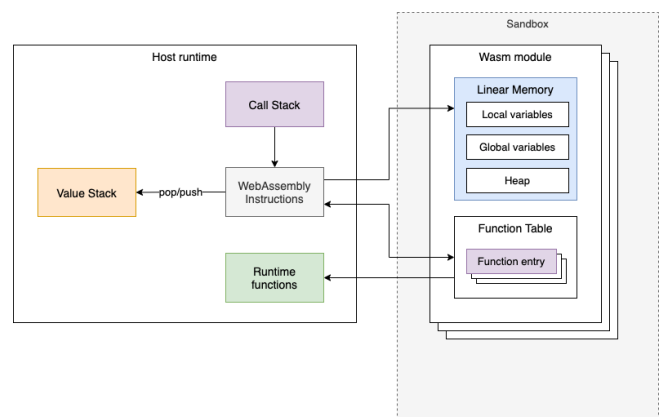 Sandbox
Host runtime
Wasm module
Call Stack
Linear Memory
Local variables
Global variables
Heap
Value Stack
pop/push
WebAssembly
Instructions
Function Table
Function entry
Runtime
functions